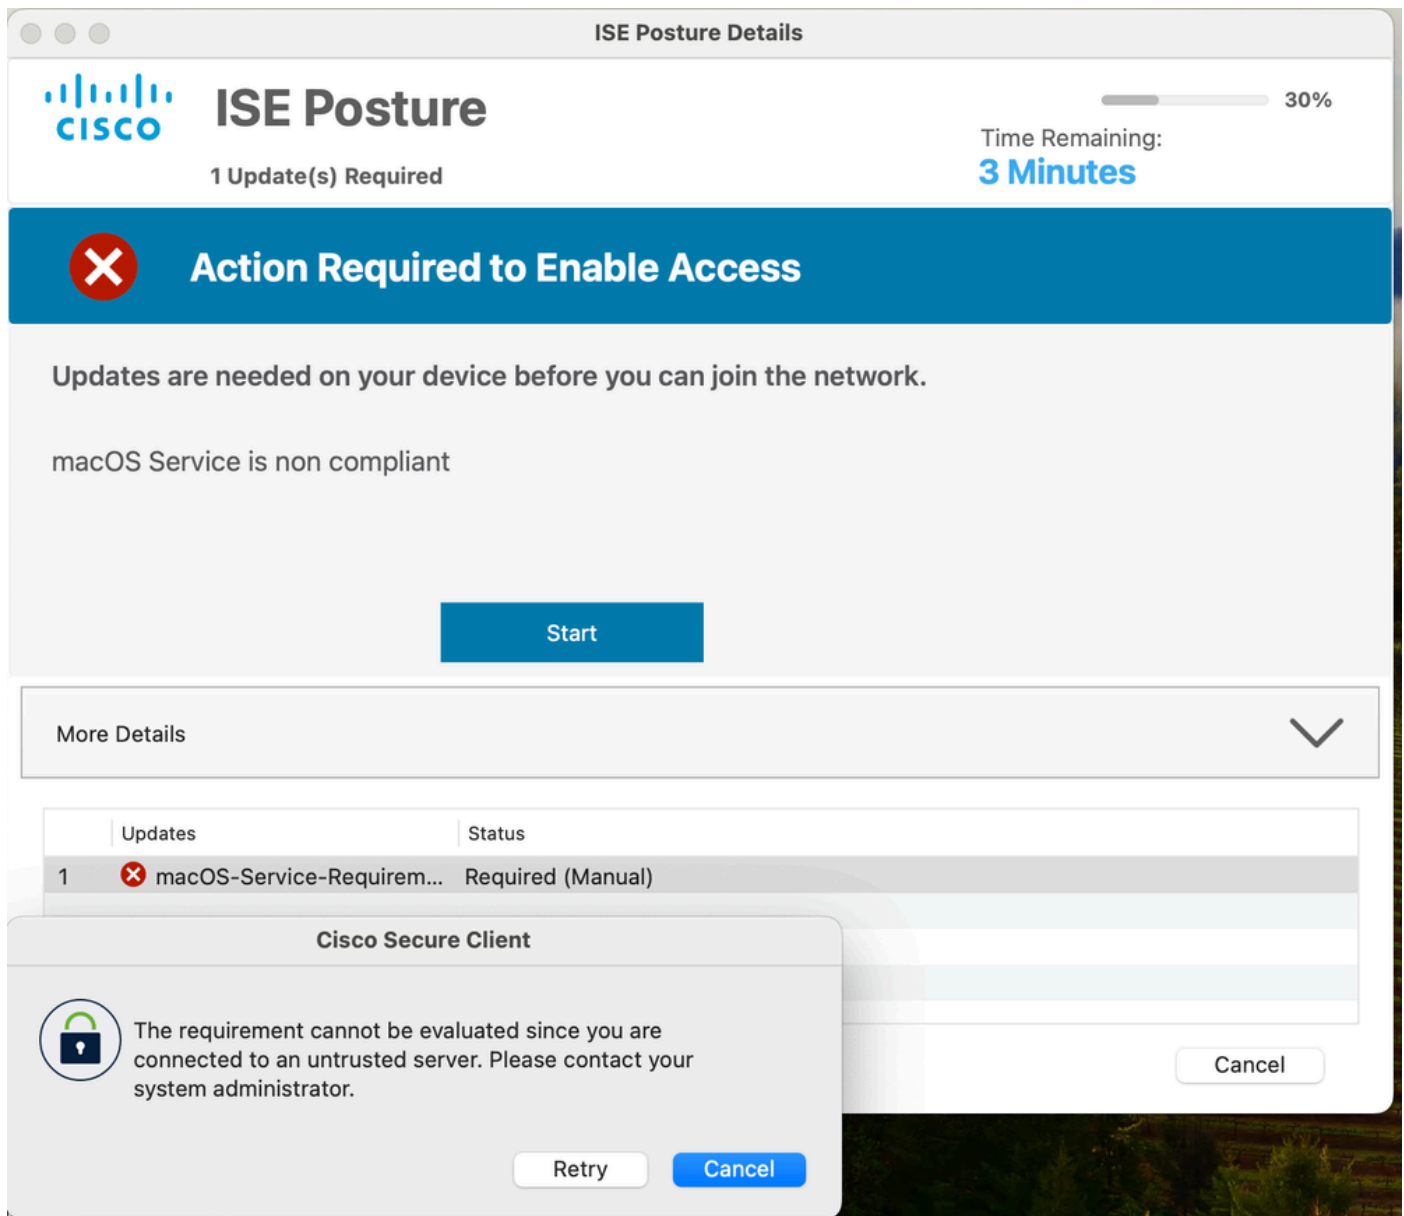 ISE Posture Details
CISCO
ISE Posture
30%
1 Update(s) Required
Time Remaining:
3 Minutes
Action Required to Enable Access
Updates are needed on your device before you can join the network.
macOS Service is non compliant
Start
More Details
Updates Status
1 macOS-Service-Requirem... Required (Manual)
Cisco Secure Client
The requirement cannot be evaluated since you are
connected to an untrusted server. Please contact your
system administrator.
Retry Cancel
Cancel